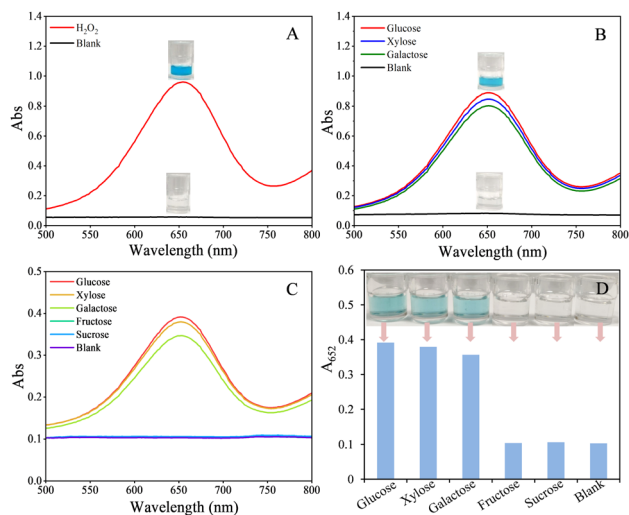 A
H₂O₂
Blank
Abs
1.4
1.2
1.0
0.8
0.6
0.4
0.2
0.0
500 550 600 650 700 750 800
Wavelength (nm)
B
Glucose
Xylose
Galactose
Blank
Abs
1.4
1.2
1.0
0.8
0.6
0.4
0.2
0.0
500 550 600 650 700 750 800
Wavelength (nm)
C
Glucose
Xylose
Galactose
Fructose
Sucrose
Blank
Abs
0.5
0.4
0.3
0.2
0.1
0.0
500 550 600 650 700 750 800
Wavelength (nm)
D
A₆₅₂
0.6
0.5
0.4
0.3
0.2
0.1
0
Glucose Xylose Galactose Fructose Sucrose Blank